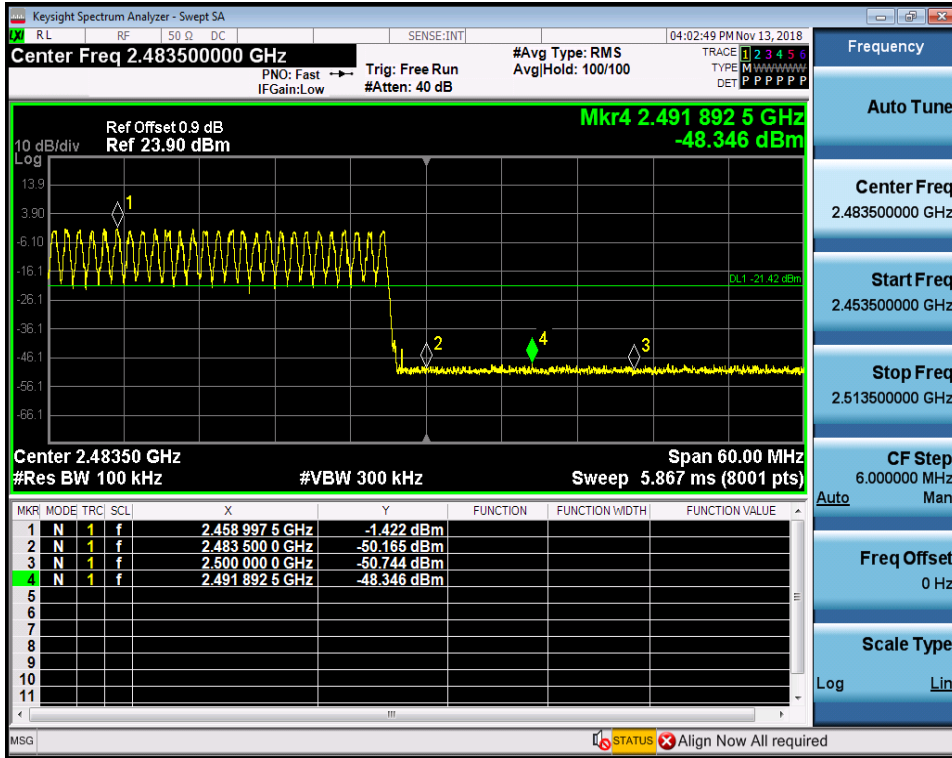 Keysight Spectrum Analyzer - Swept SA
LXI RL RF 50 Ω DC SENSE:INT 04:02:49 PM Nov 13, 2018
Center Freq 2.483500000 GHz
PNO: Fast
IFGain:Low
Trig: Free Run
#Atten: 40 dB
#Avg Type: RMS
Avg|Hold: 100/100
TRACE 1 2 3 4 5 6
TYPE M WWWWW
DET P P P P P P
Mkr4 2.491 892 5 GHz
-48.346 dBm
Ref Offset 0.9 dB
10 dB/div Ref 23.90 dBm
Log
13.9
3.90
-6.10
-16.1
-26.1
-36.1
-46.1
-56.1
-66.1
1
DL1 -21.42 dBm
2
4
3
Center 2.48350 GHz Span 60.00 MHz
#Res BW 100 kHz #VBW 300 kHz Sweep 5.867 ms (8001 pts)
MKR MODE TRC SCL X Y FUNCTION FUNCTION WIDTH FUNCTION VALUE
1 N 1 f 2.458 997 5 GHz -1.422 dBm
2 N 1 f 2.483 500 0 GHz -50.165 dBm
3 N 1 f 2.500 000 0 GHz -50.744 dBm
4 N 1 f 2.491 892 5 GHz -48.346 dBm
5
6
7
8
9
10
11
MSG STATUS Align Now All required
Frequency
Auto Tune
Center Freq
2.483500000 GHz
Start Freq
2.453500000 GHz
Stop Freq
2.513500000 GHz
CF Step
6.000000 MHz
Auto Man
Freq Offset
0 Hz
Scale Type
Log Lin